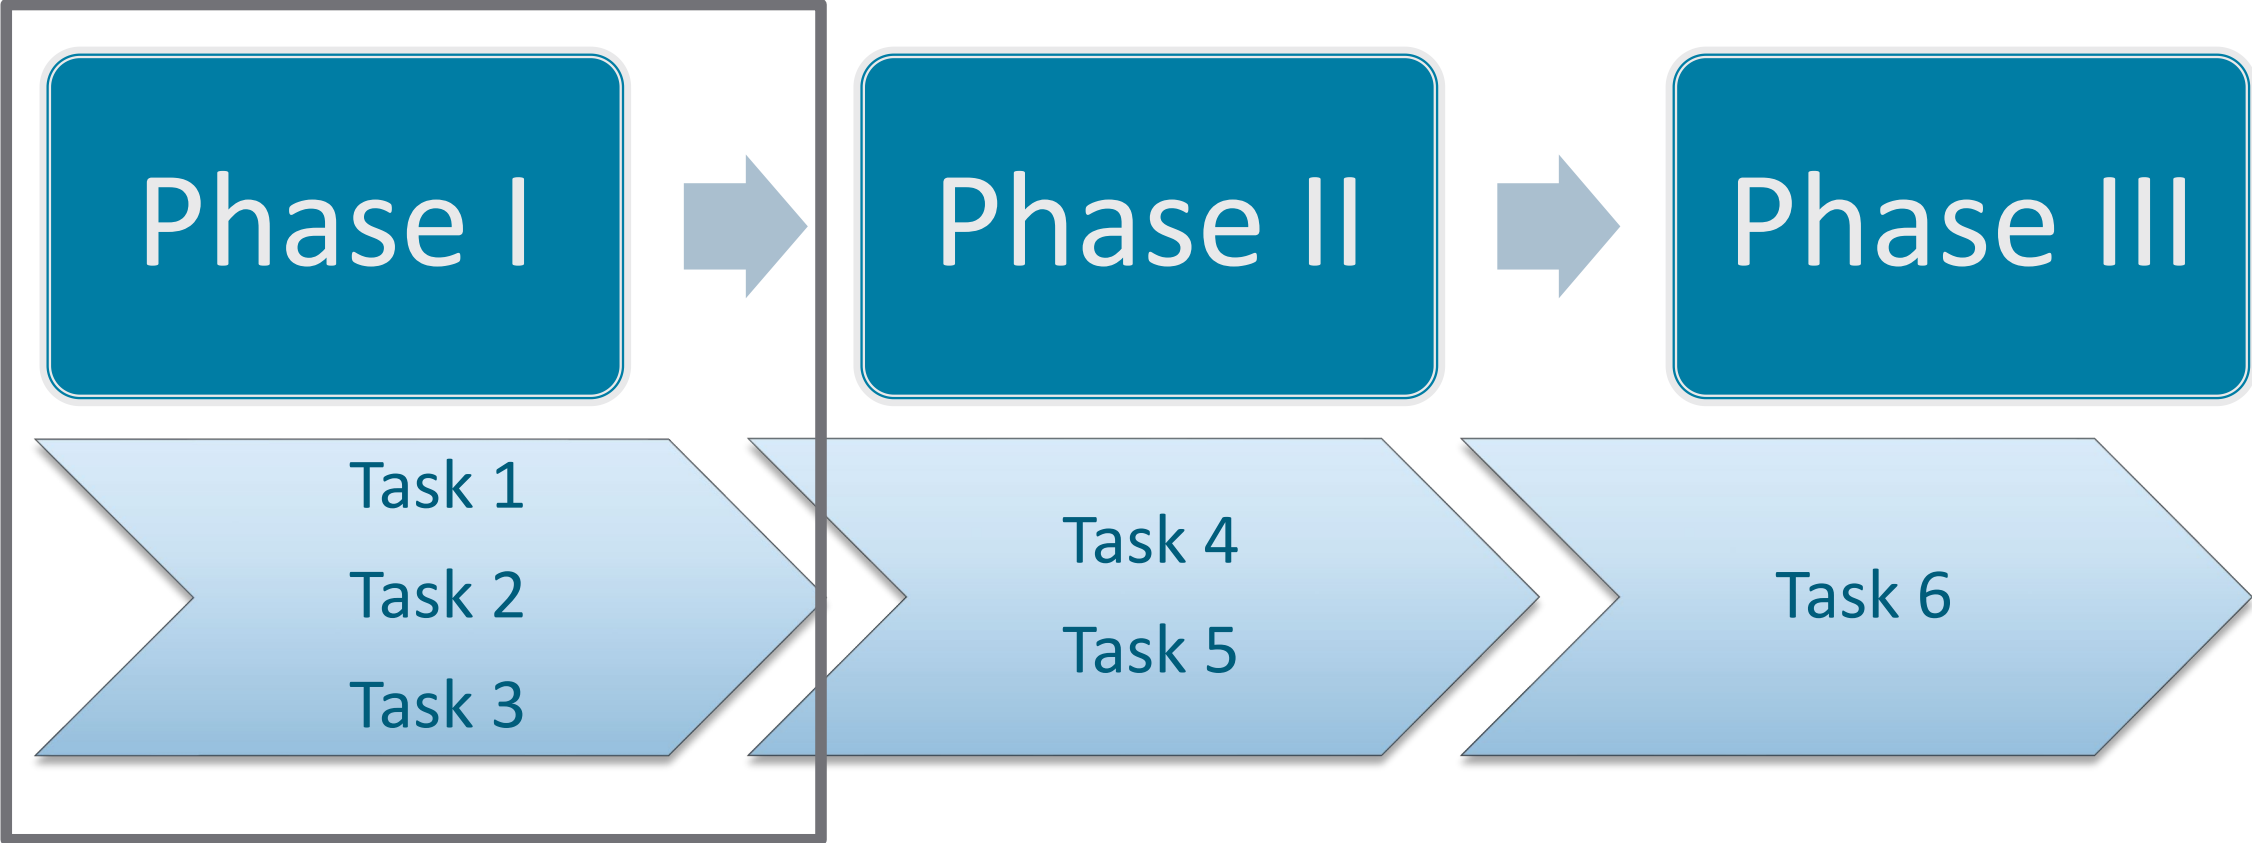 Phase I
Phase II
Phase III
Task 1
Task 2
Task 3
Task 4
Task 5
Task 6